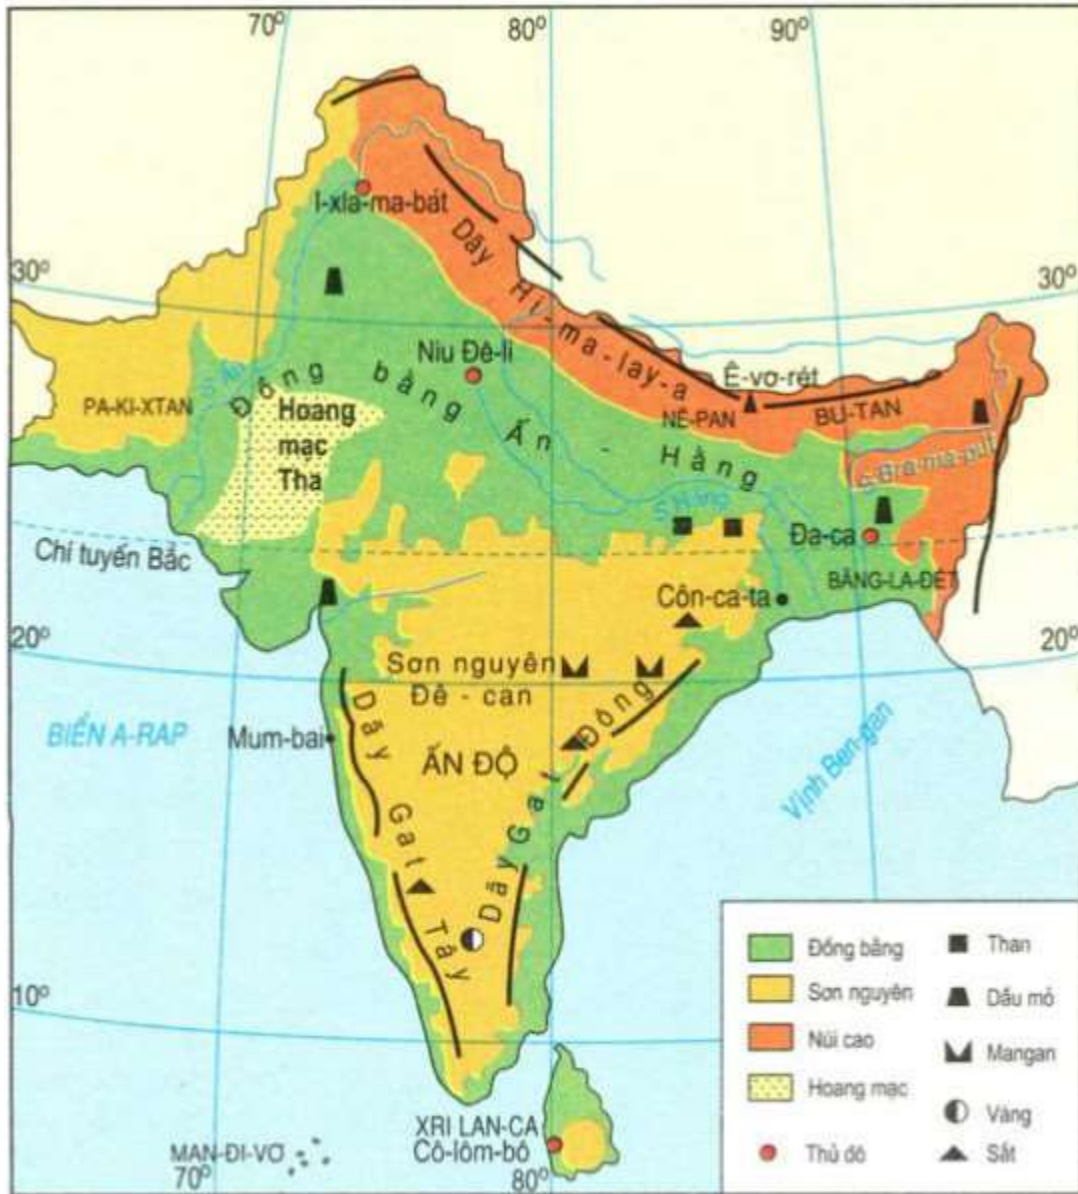 70°
80°
90°
I-xla-ma-bát
Dãy Hi-ma-lay-a
30°
30°
Niu Đê-li
Ê-vơ-rét
PA-KI-XTAN
S. Ấn
Đồng bằng Ấn - Hằng
NÊ-PAN
BU-TAN
Hoang
mạc
Tha
S. Bra-ma-pút
S. Hằng
Đa-ca
Chí tuyến Bắc
BĂNG-LA-ĐÉT
Côn-ca-ta
20°
20°
Sơn nguyên
Đê - can
BIỂN A-RAP
Mum-bai
ẤN ĐỘ
Vịnh Ben-gan
Dãy Gat Tây
Dãy Gat Đông
10°
Đồng bằng
Sơn nguyên
Núi cao
Hoang mạc
Thủ đô
Than
Dầu mỏ
Mangan
Vàng
Sắt
XRI LAN-CA
Cô-lôm-bô
MAN-ĐI-VƠ
70°
80°